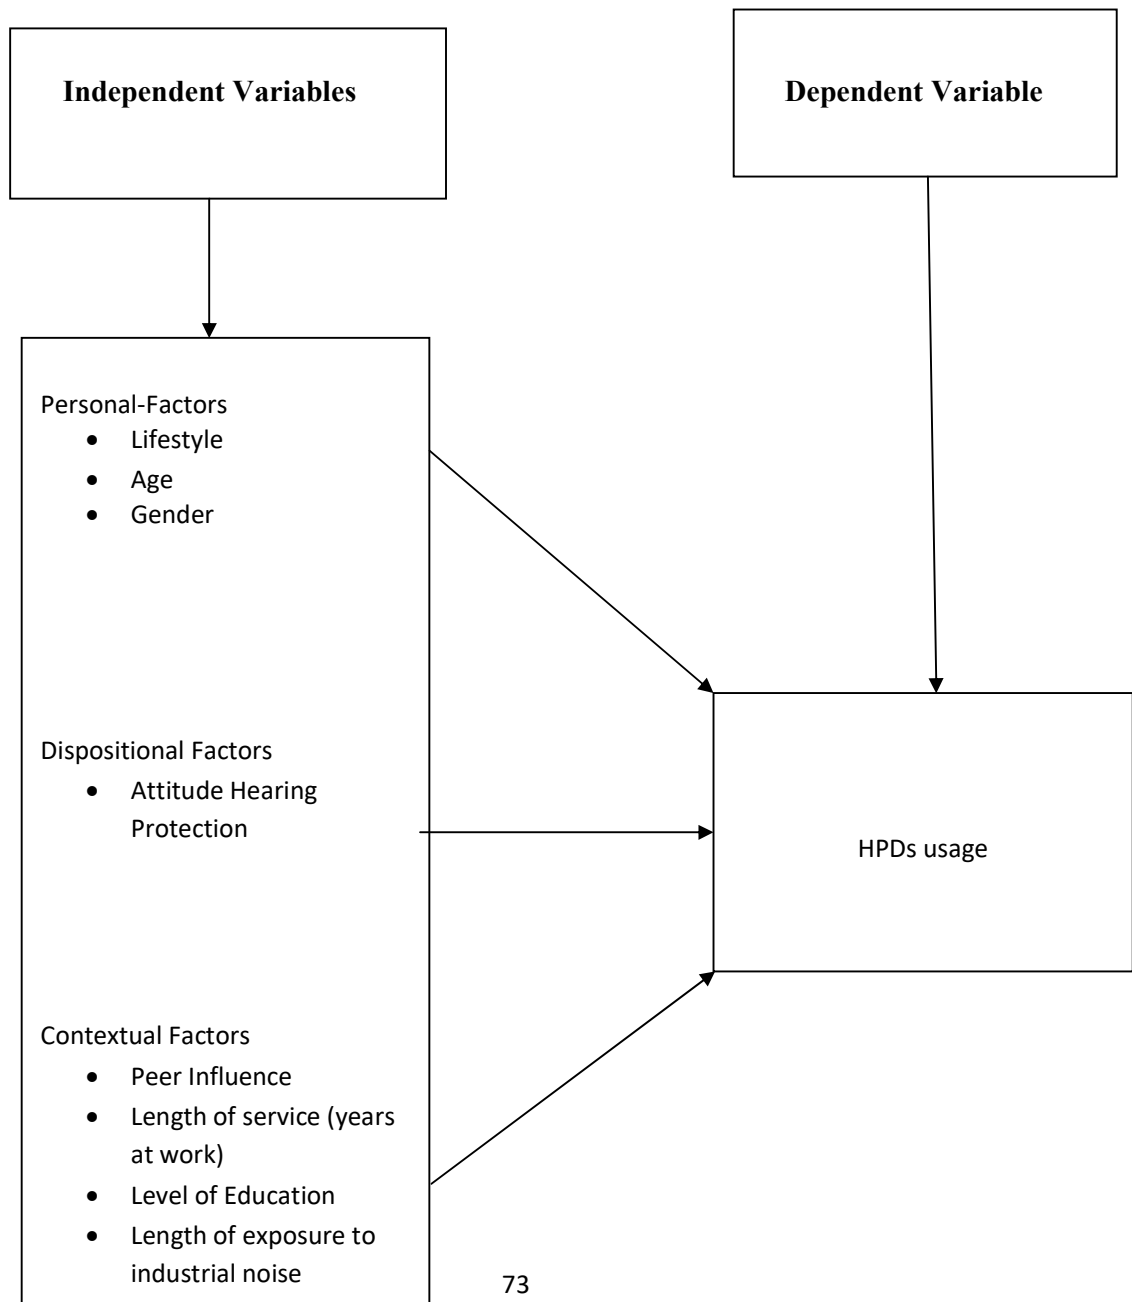 Independent Variables
Dependent Variable
Personal-Factors
• Lifestyle
• Age
• Gender
Dispositional Factors
• Attitude Hearing
Protection
HPDs usage
Contextual Factors
• Peer Influence
• Length of service (years
at work)
• Level of Education
• Length of exposure to
industrial noise
73